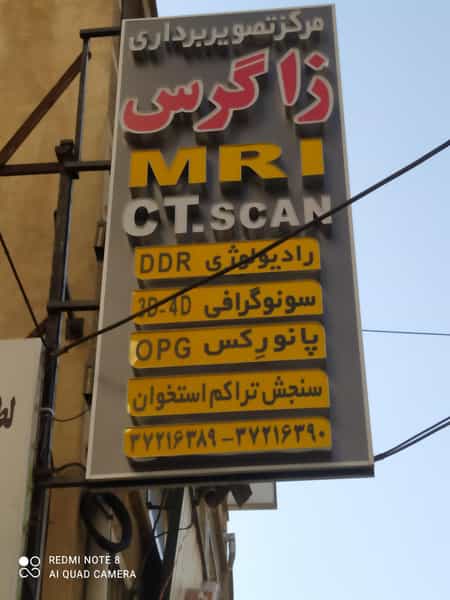 مرکز تصویربرداری
زاگرس
MRI
CT.SCAN
رادیولوژی DDR
سونوگرافی 3D-4D
پانورکس OPG
سنجش تراکم استخوان
۳۷۲۱۶۳۸۹-۳۷۲۱۶۳۹۰
REDMI NOTE 8
AI QUAD CAMERA